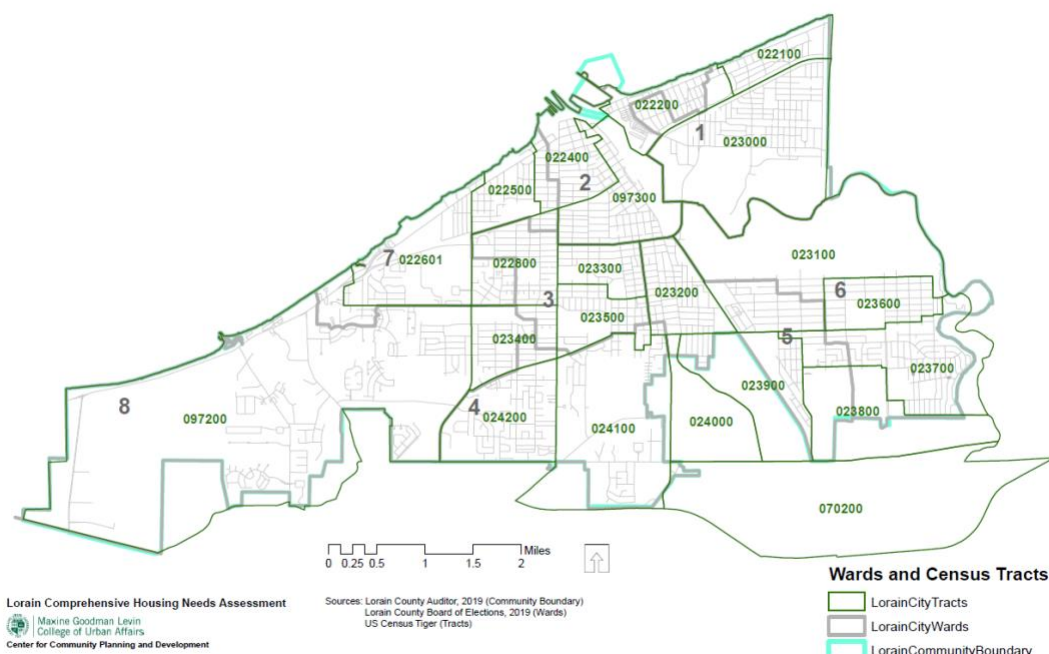 022100
022200
1
023000
022400
2
022500
097300
7
022601
022800
023300
023100
3
023200
6
023600
023500
023400
5
023700
023900
8
097200
4
024200
024100
024000
023800
070200
Miles
0 0.25 0.5 1 1.5 2
Wards and Census Tracts
LorainCityTracts
LorainCityWards
LorainCommunityBoundary
Lorain Comprehensive Housing Needs Assessment
Maxine Goodman Levin
College of Urban Affairs
Center for Community Planning and Development
Sources: Lorain County Auditor, 2019 (Community Boundary)
Lorain County Board of Elections, 2019 (Wards)
US Census Tiger (Tracts)